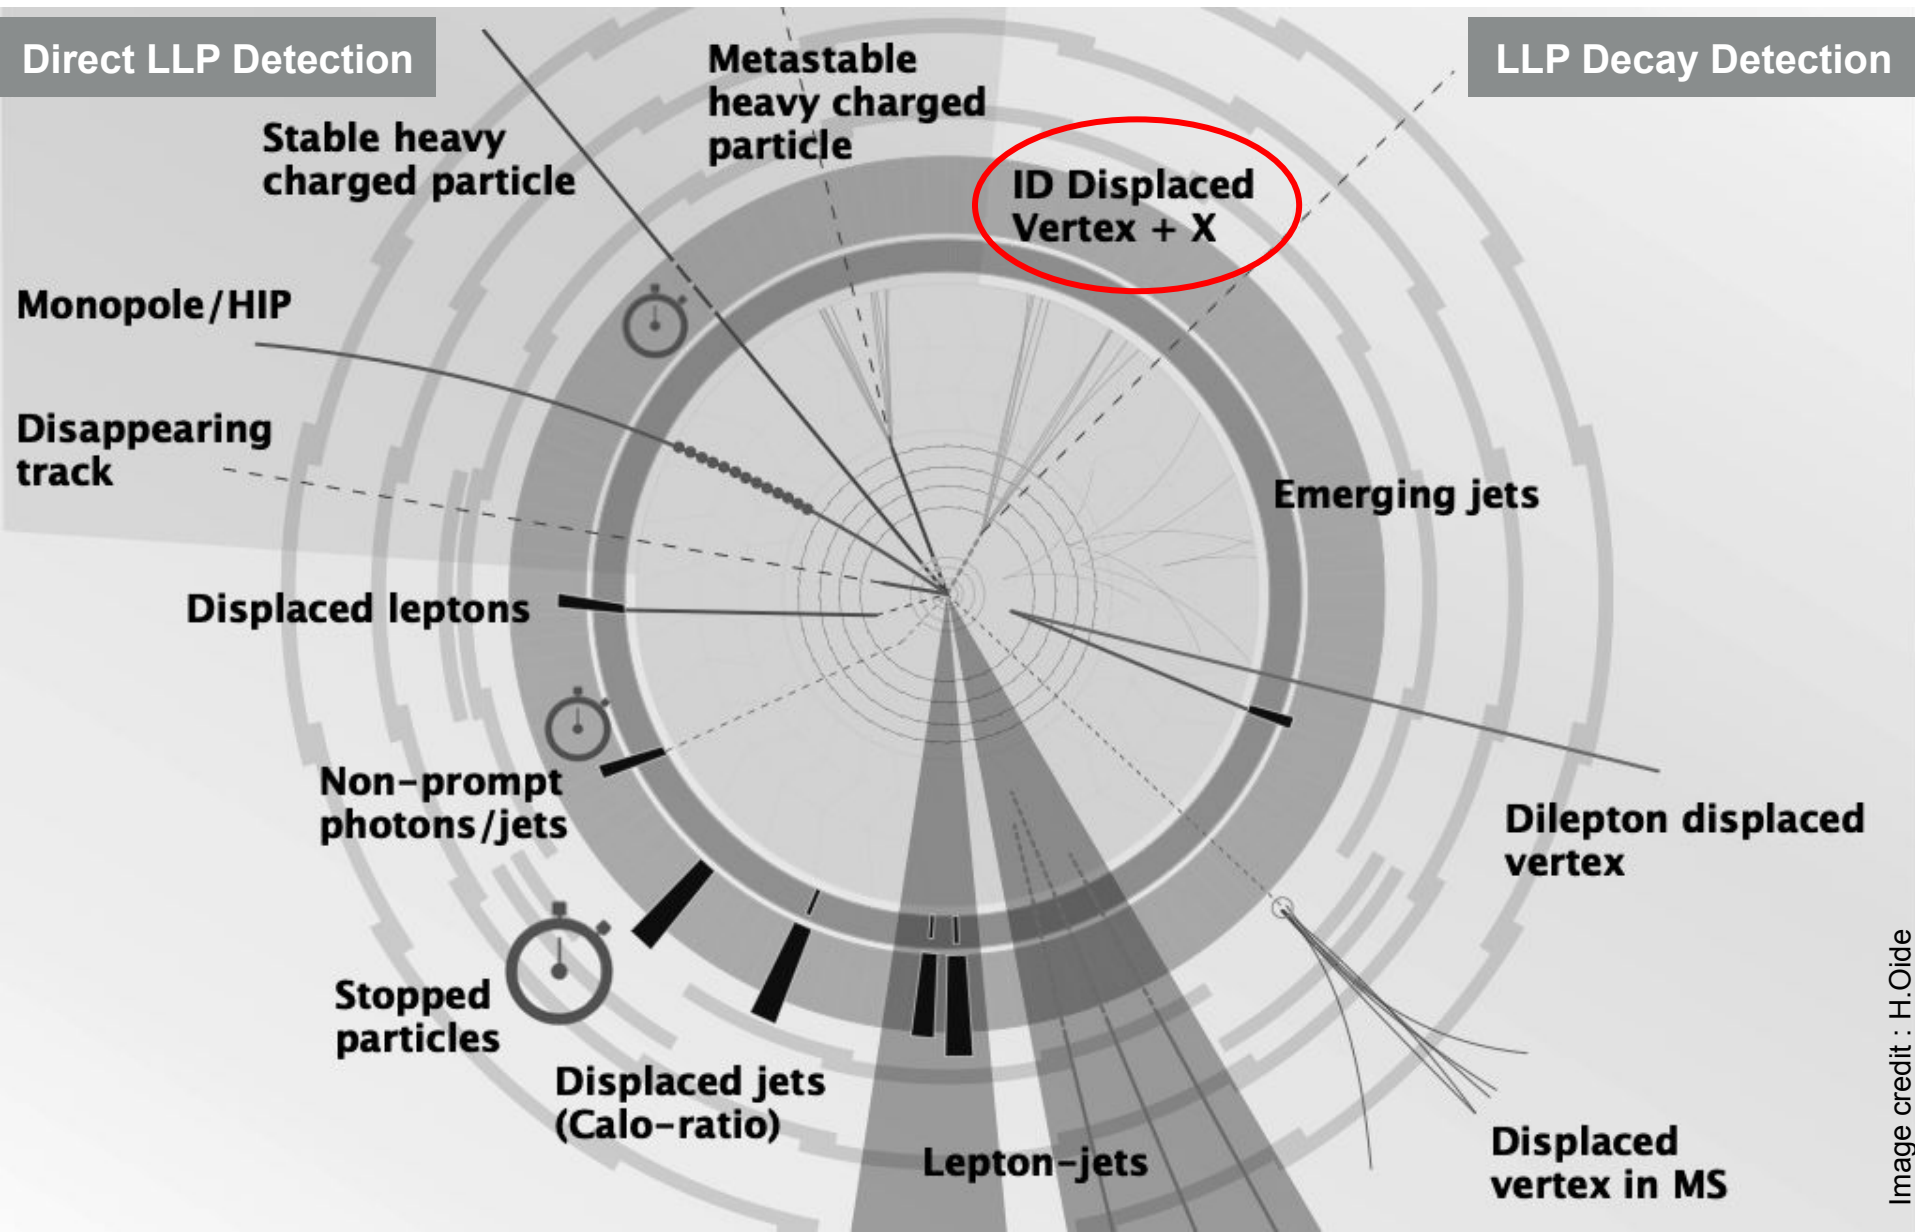 Direct LLP Detection
LLP Decay Detection
Metastable
heavy charged
particle
Stable heavy
charged particle
ID Displaced
Vertex + X
Monopole/HIP
Disappearing
track
Emerging jets
Displaced leptons
Non-prompt
photons/jets
Dilepton displaced
vertex
Stopped
particles
Displaced jets
(Calo-ratio)
Lepton-jets
Displaced
vertex in MS
Image credit : H.Oide